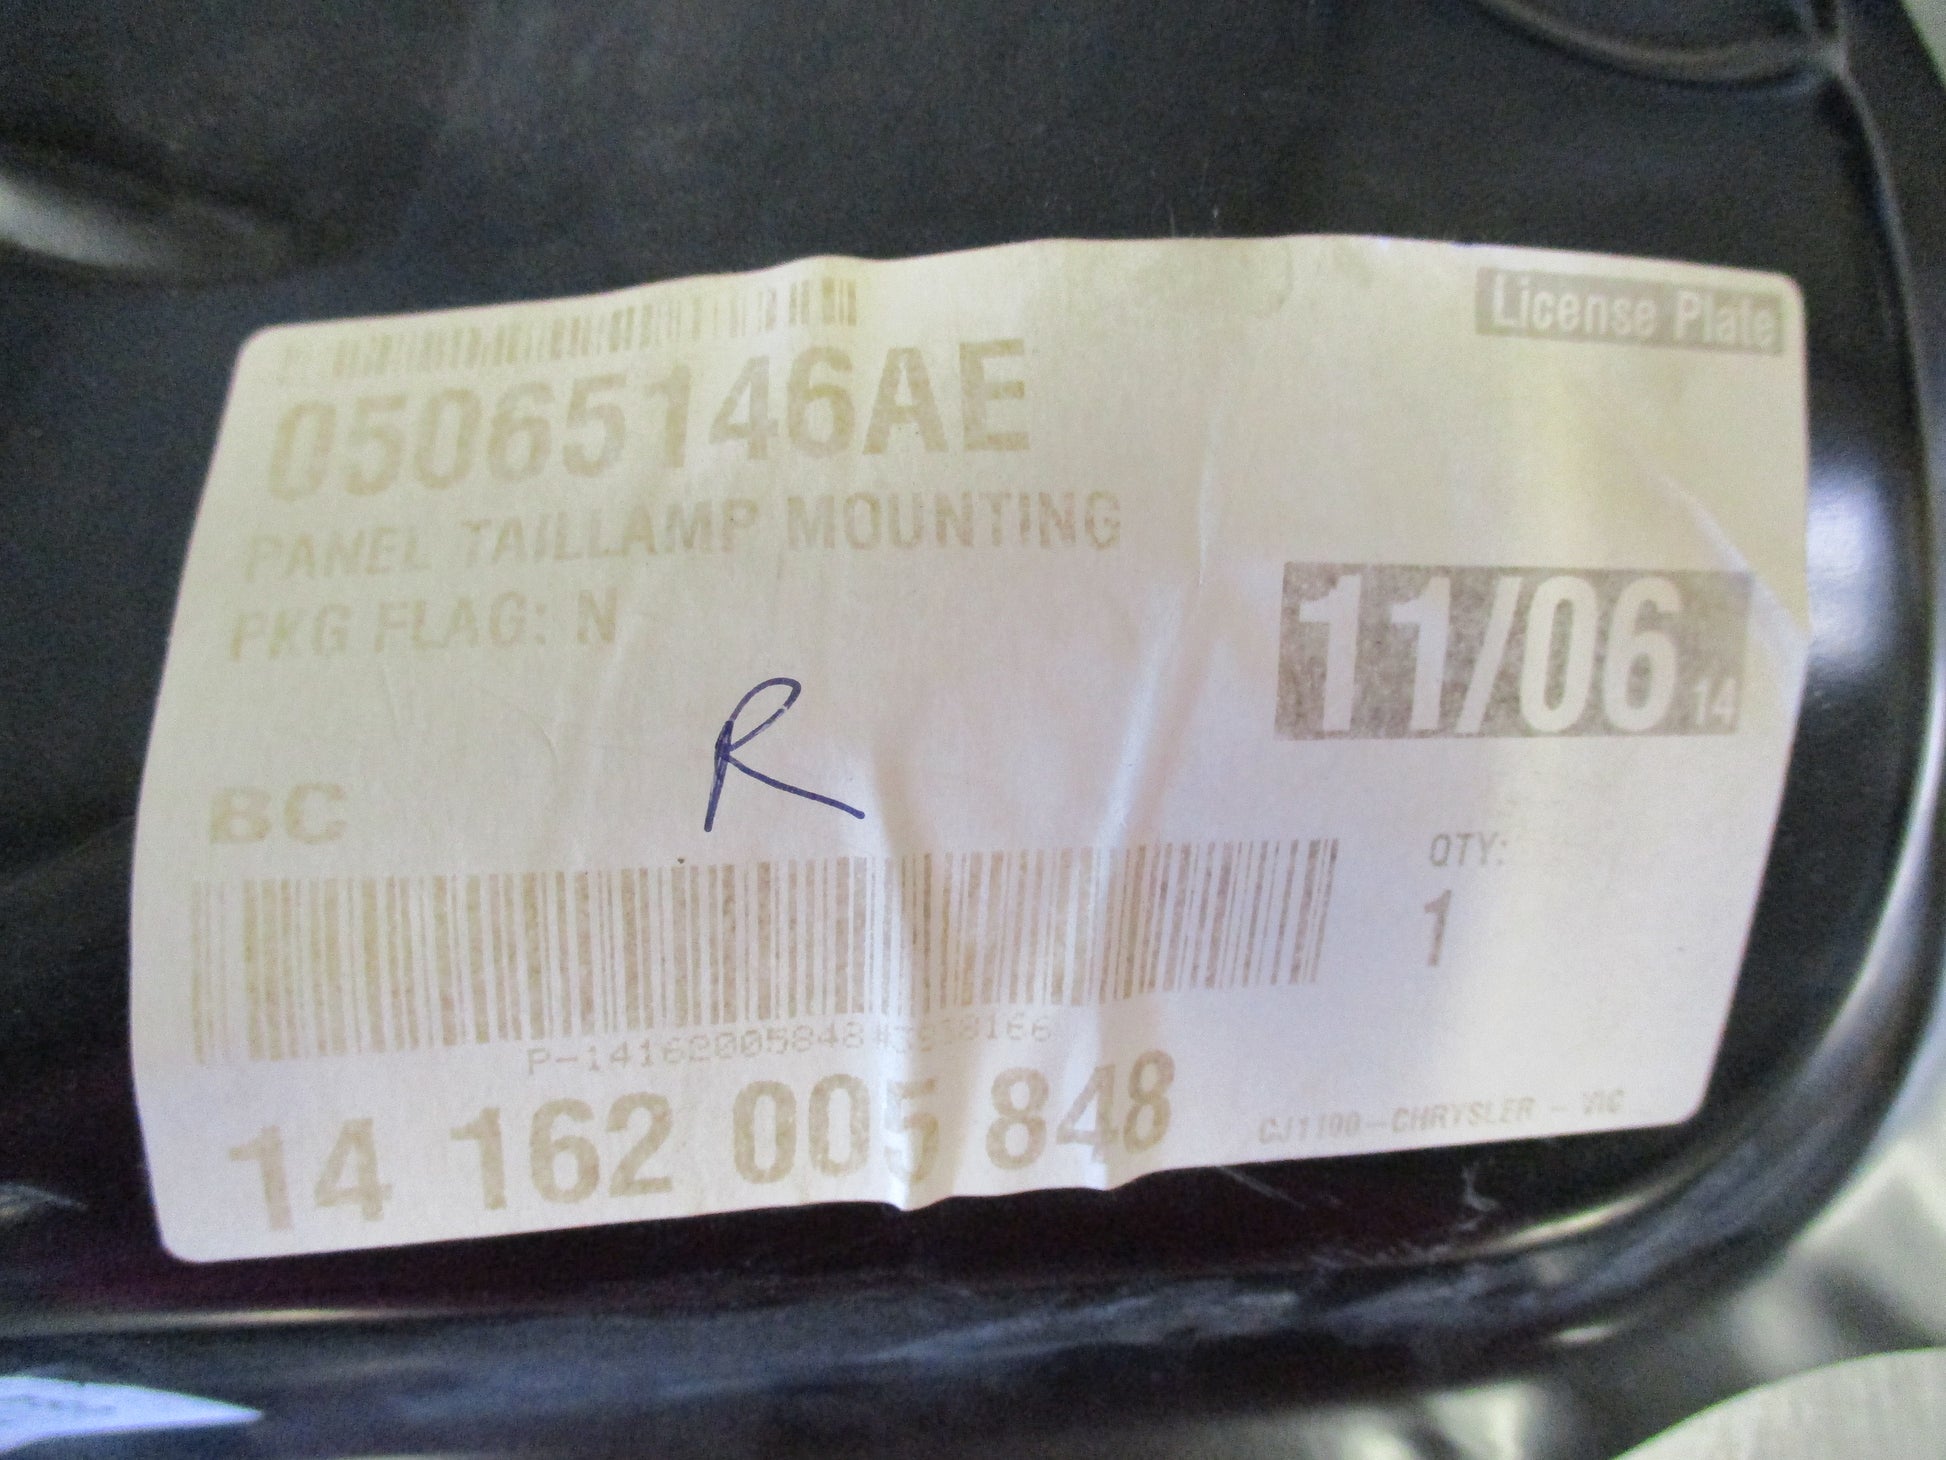 License Plate
05065146AE
PANEL TAILLAMP MOUNTING
PKG FLAG: N
11/06 14
R
BC
QTY:
1
14 162 005 848
CJ1100-CHRYSLER - VIC